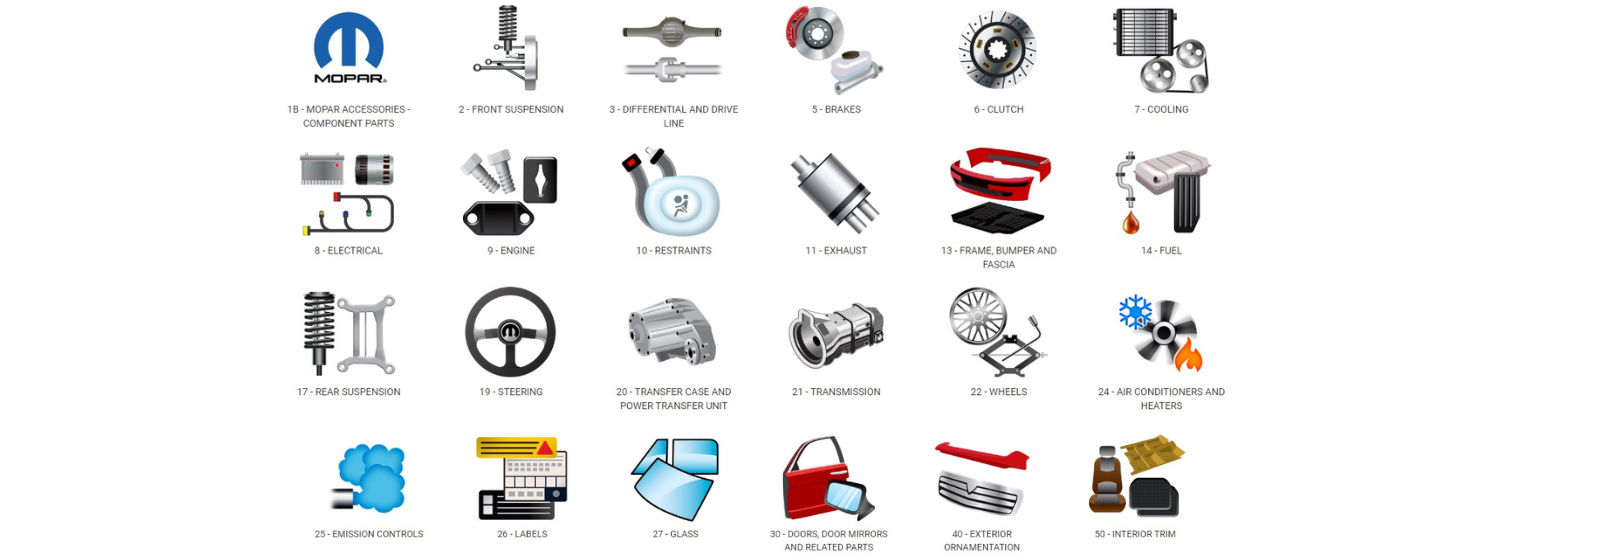 MOPAR®
1B - MOPAR ACCESSORIES -
COMPONENT PARTS
2 - FRONT SUSPENSION
3 - DIFFERENTIAL AND DRIVE
LINE
5 - BRAKES
6 - CLUTCH
7 - COOLING
8 - ELECTRICAL
9 - ENGINE
10 - RESTRAINTS
11 - EXHAUST
13 - FRAME, BUMPER AND
FASCIA
14 - FUEL
17 - REAR SUSPENSION
19 - STEERING
20 - TRANSFER CASE AND
POWER TRANSFER UNIT
21 - TRANSMISSION
22 - WHEELS
24 - AIR CONDITIONERS AND
HEATERS
25 - EMISSION CONTROLS
26 - LABELS
27 - GLASS
30 - DOORS, DOOR MIRRORS
AND RELATED PARTS
40 - EXTERIOR
ORNAMENTATION
50 - INTERIOR TRIM